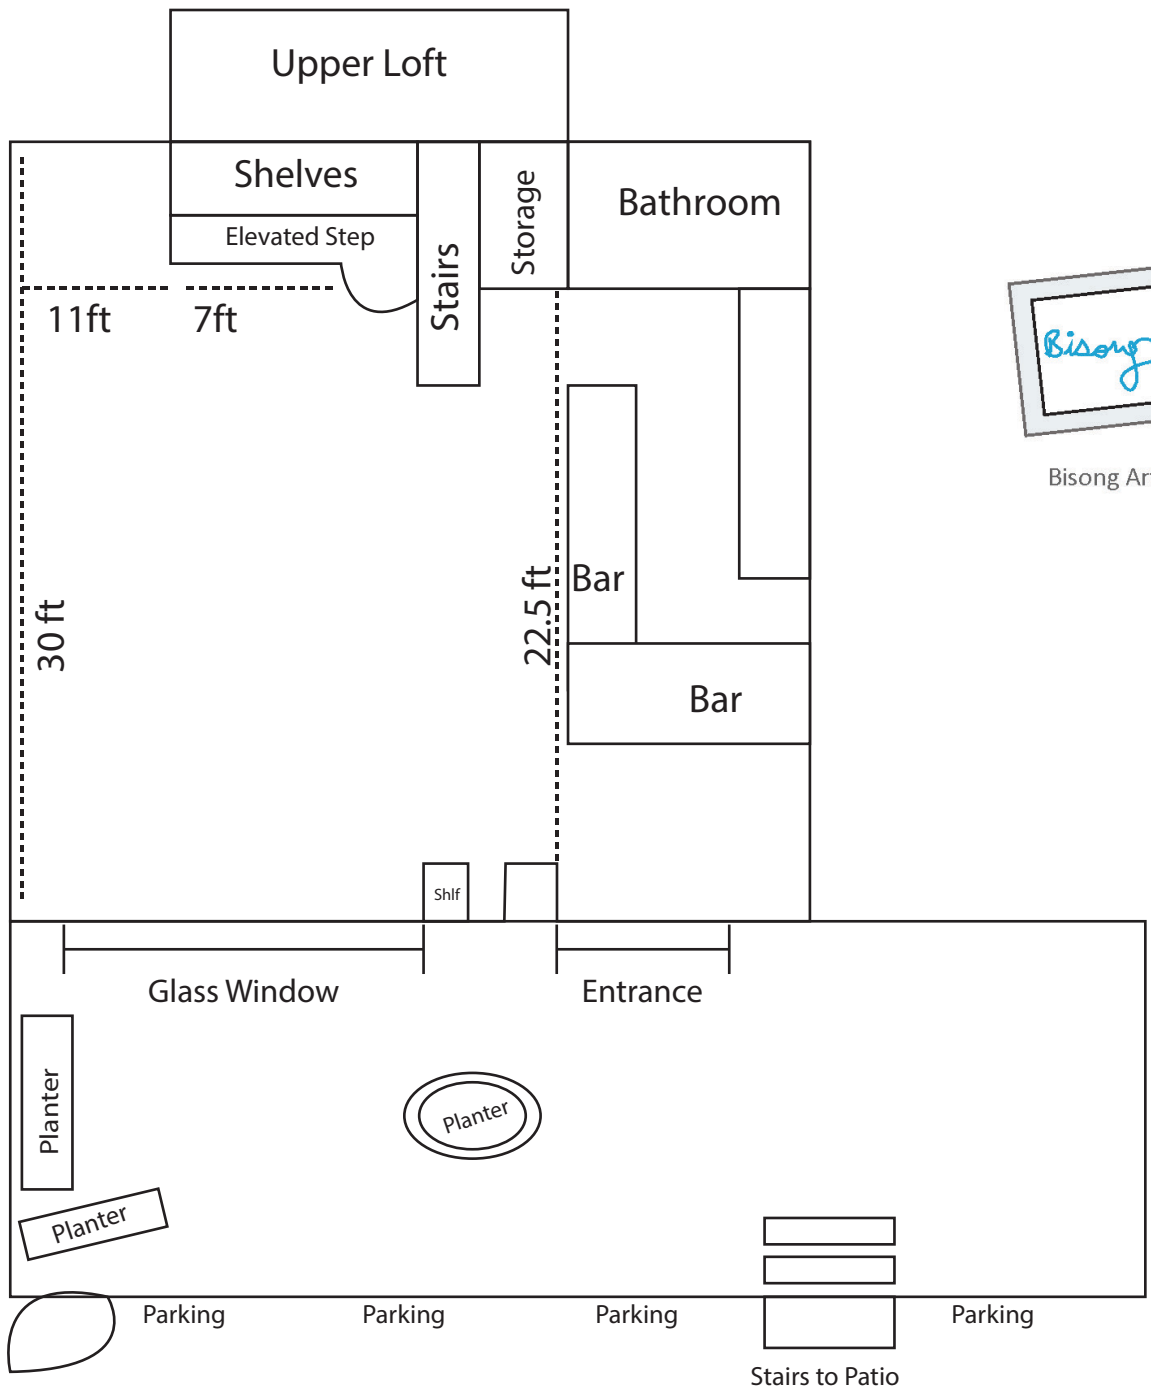 Upper Loft
Shelves
Elevated Step
Stairs
Storage
Bathroom
11ft
7ft
Bisong
Bisong Ar
30 ft
22.5 ft
Bar
Bar
Shlf
Glass Window
Entrance
Planter
Planter
Planter
Parking
Parking
Parking
Parking
Stairs to Patio